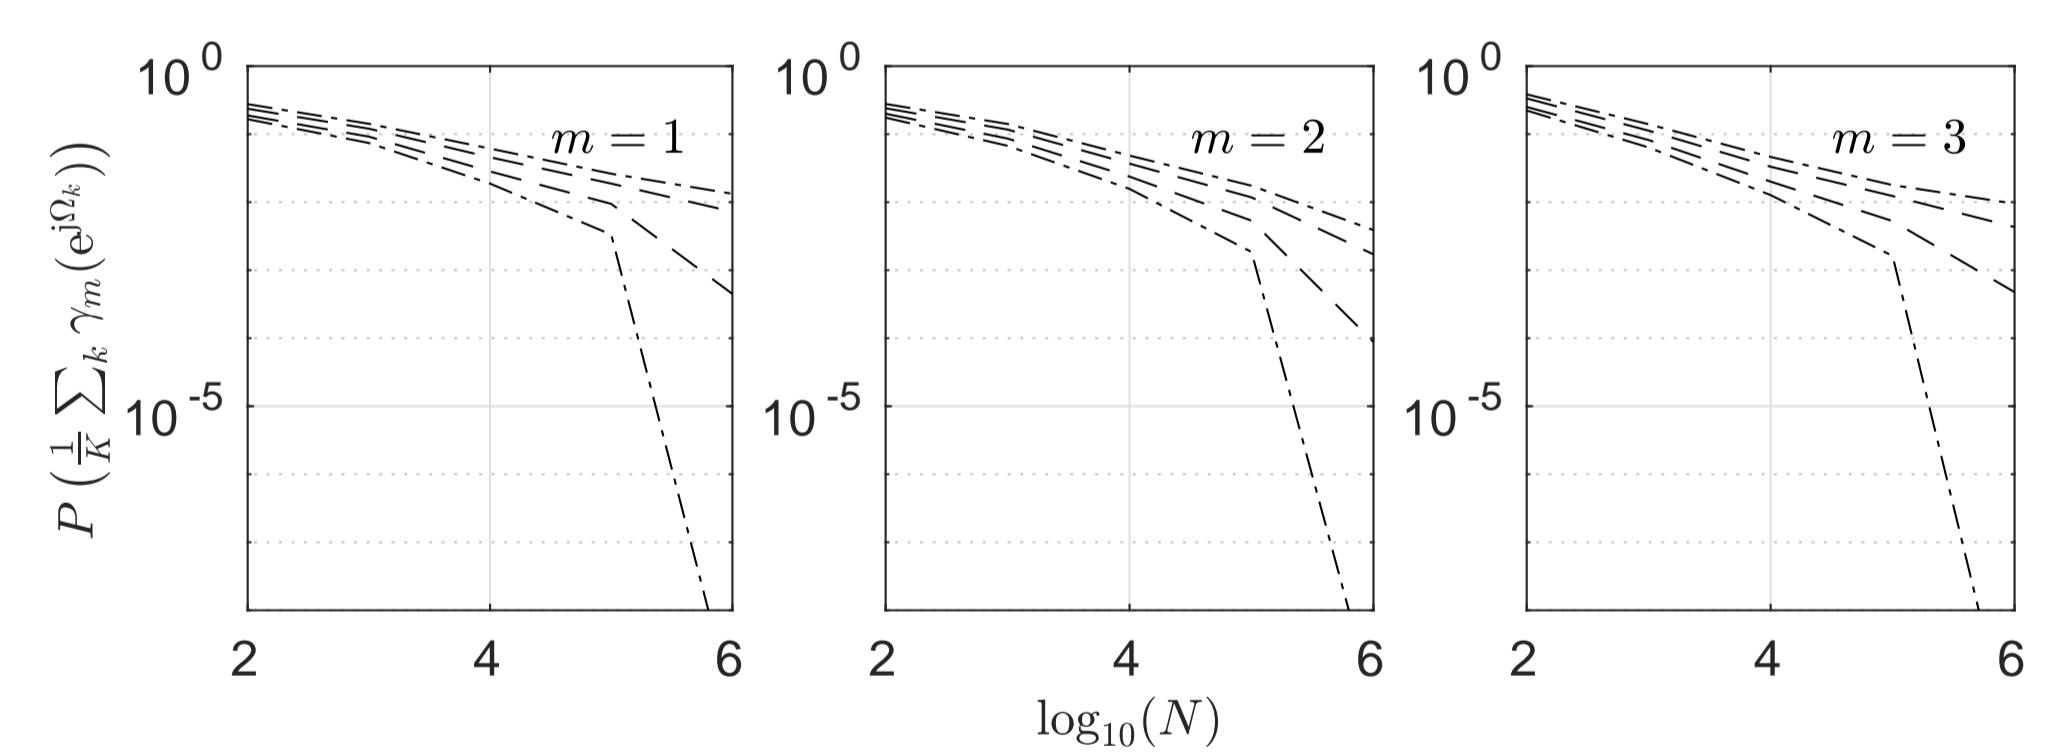 10^0 10^0 10^0
m = 1 m = 2 m = 3
P(1/K ∑_k γ_m(e^{jΩ_k}))
10^-5 10^-5 10^-5
2 4 6 2 4 6 2 4 6
log_10(N)